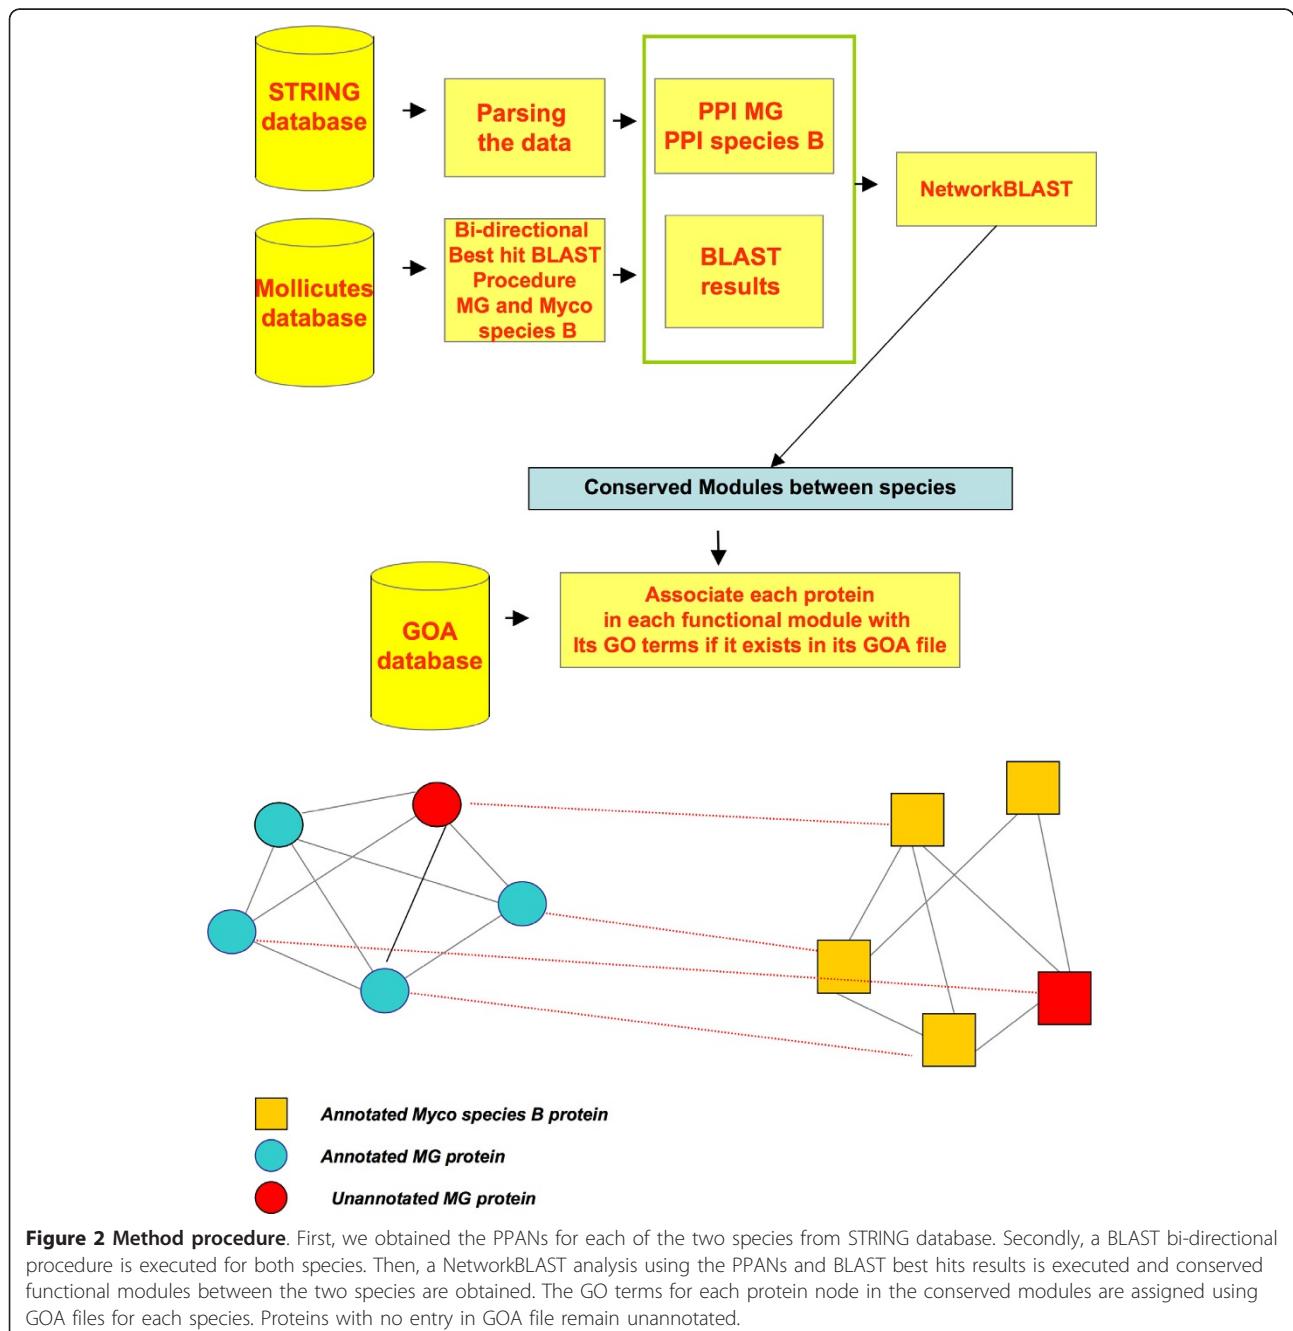 STRING
database
Parsing
the data
PPI MG
PPI species B
NetworkBLAST
Mollicutes
database
Bi-directional
Best hit BLAST
Procedure
MG and Myco
species B
BLAST
results
Conserved Modules between species
GOA
database
Associate each protein
in each functional module with
Its GO terms if it exists in its GOA file
Annotated Myco species B protein
Annotated MG protein
Unannotated MG protein
Figure 2 Method procedure. First, we obtained the PPANs for each of the two species from STRING database. Secondly, a BLAST bi-directional
procedure is executed for both species. Then, a NetworkBLAST analysis using the PPANs and BLAST best hits results is executed and conserved
functional modules between the two species are obtained. The GO terms for each protein node in the conserved modules are assigned using
GOA files for each species. Proteins with no entry in GOA file remain unannotated.